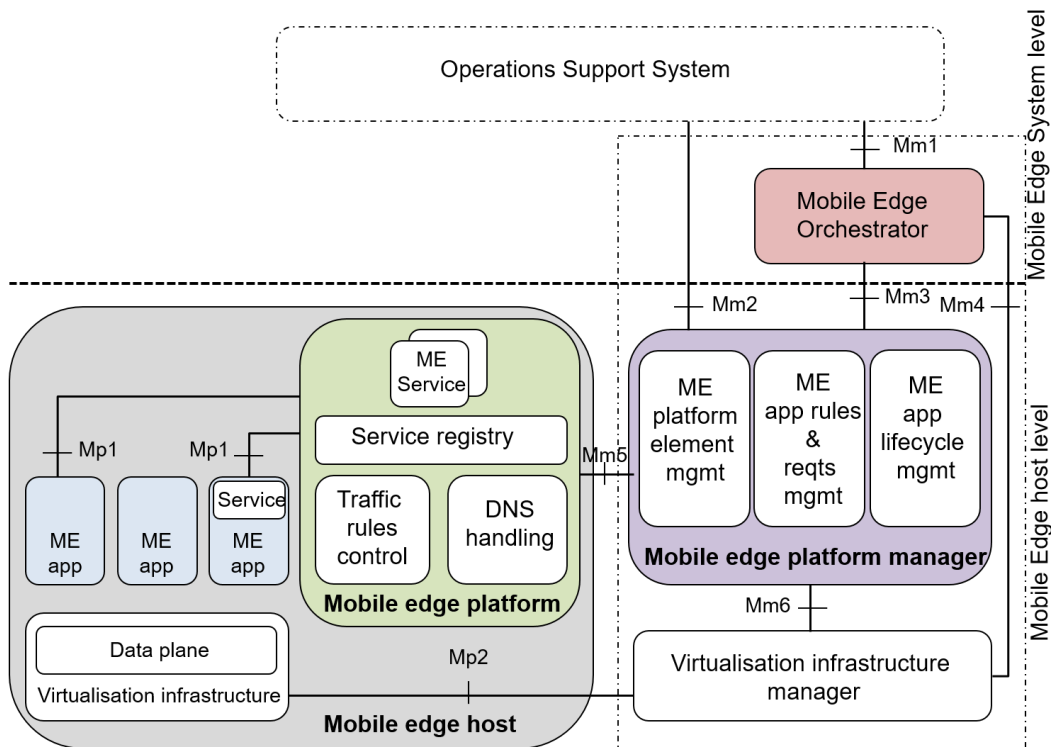 Operations Support System
Mobile Edge System level
Mm1
Mobile Edge
Orchestrator
Mm2
Mm3
Mm4
ME
Service
Service registry
Traffic
rules
control
DNS
handling
Mobile edge platform
Mp1
Mp1
ME
app
ME
app
Service
ME
app
Data plane
Virtualisation infrastructure
Mobile edge host
Mp2
Mm5
ME
platform
element
mgmt
ME
app rules
&
reqts
mgmt
ME
app
lifecycle
mgmt
Mobile edge platform manager
Mm6
Virtualisation infrastructure
manager
Mobile Edge host level